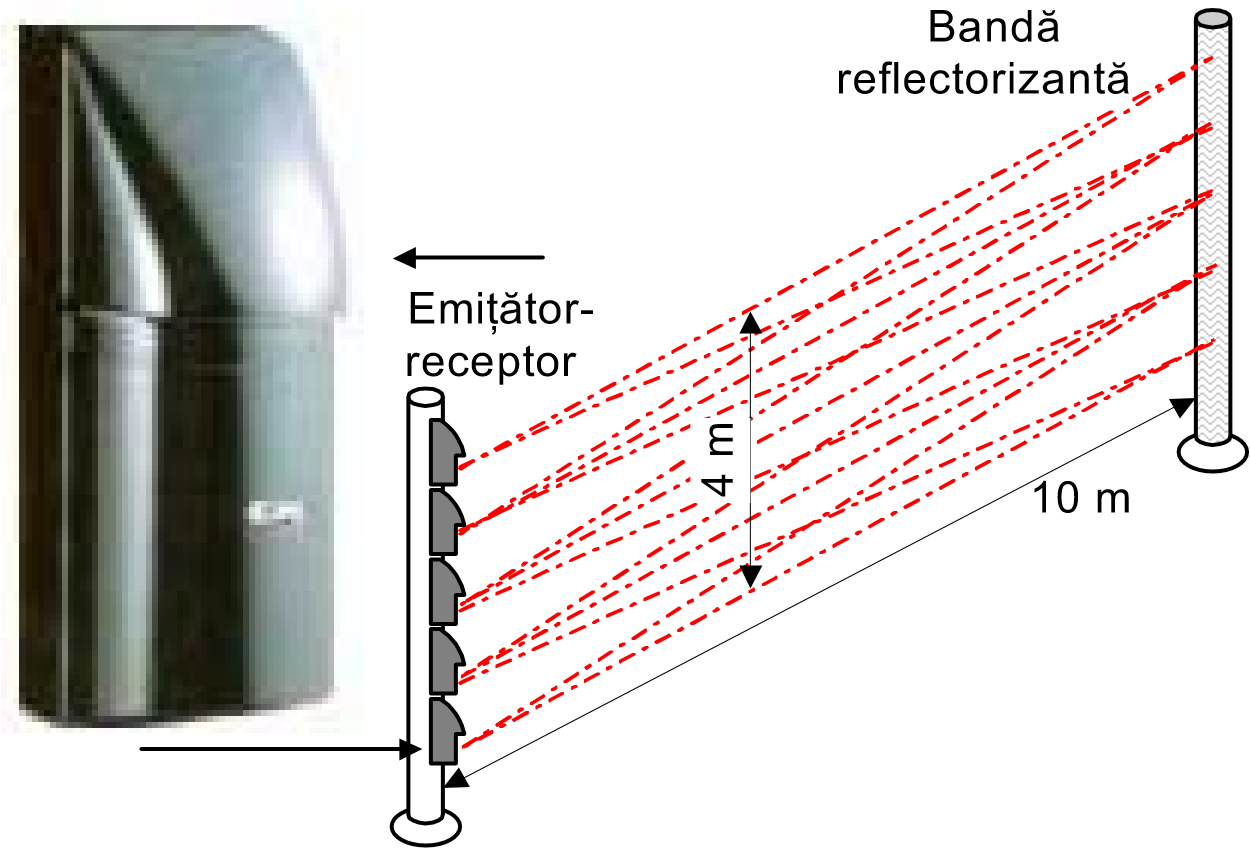 Bandă
reflectorizantă
Emițător-
receptor
4 m
10 m